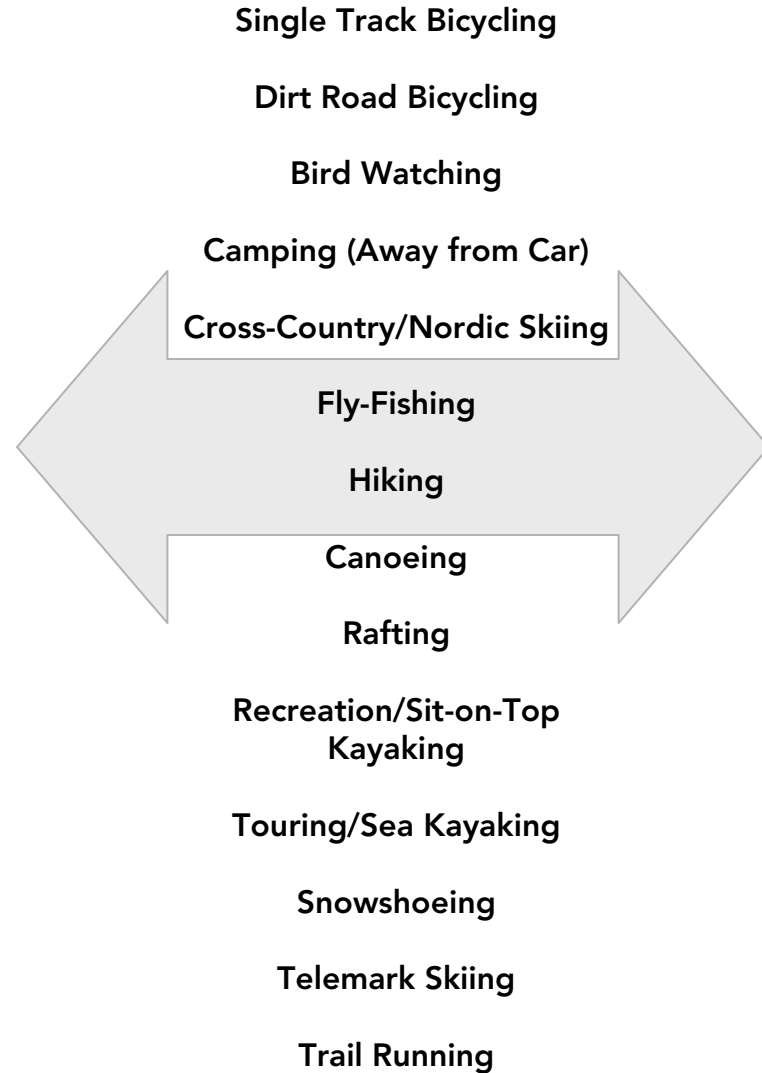 Single Track Bicycling
Dirt Road Bicycling
Bird Watching
Camping (Away from Car)
Cross-Country/Nordic Skiing
Fly-Fishing
Hiking
Canoeing
Rafting
Recreation/Sit-on-Top
Kayaking
Touring/Sea Kayaking
Snowshoeing
Telemark Skiing
Trail Running